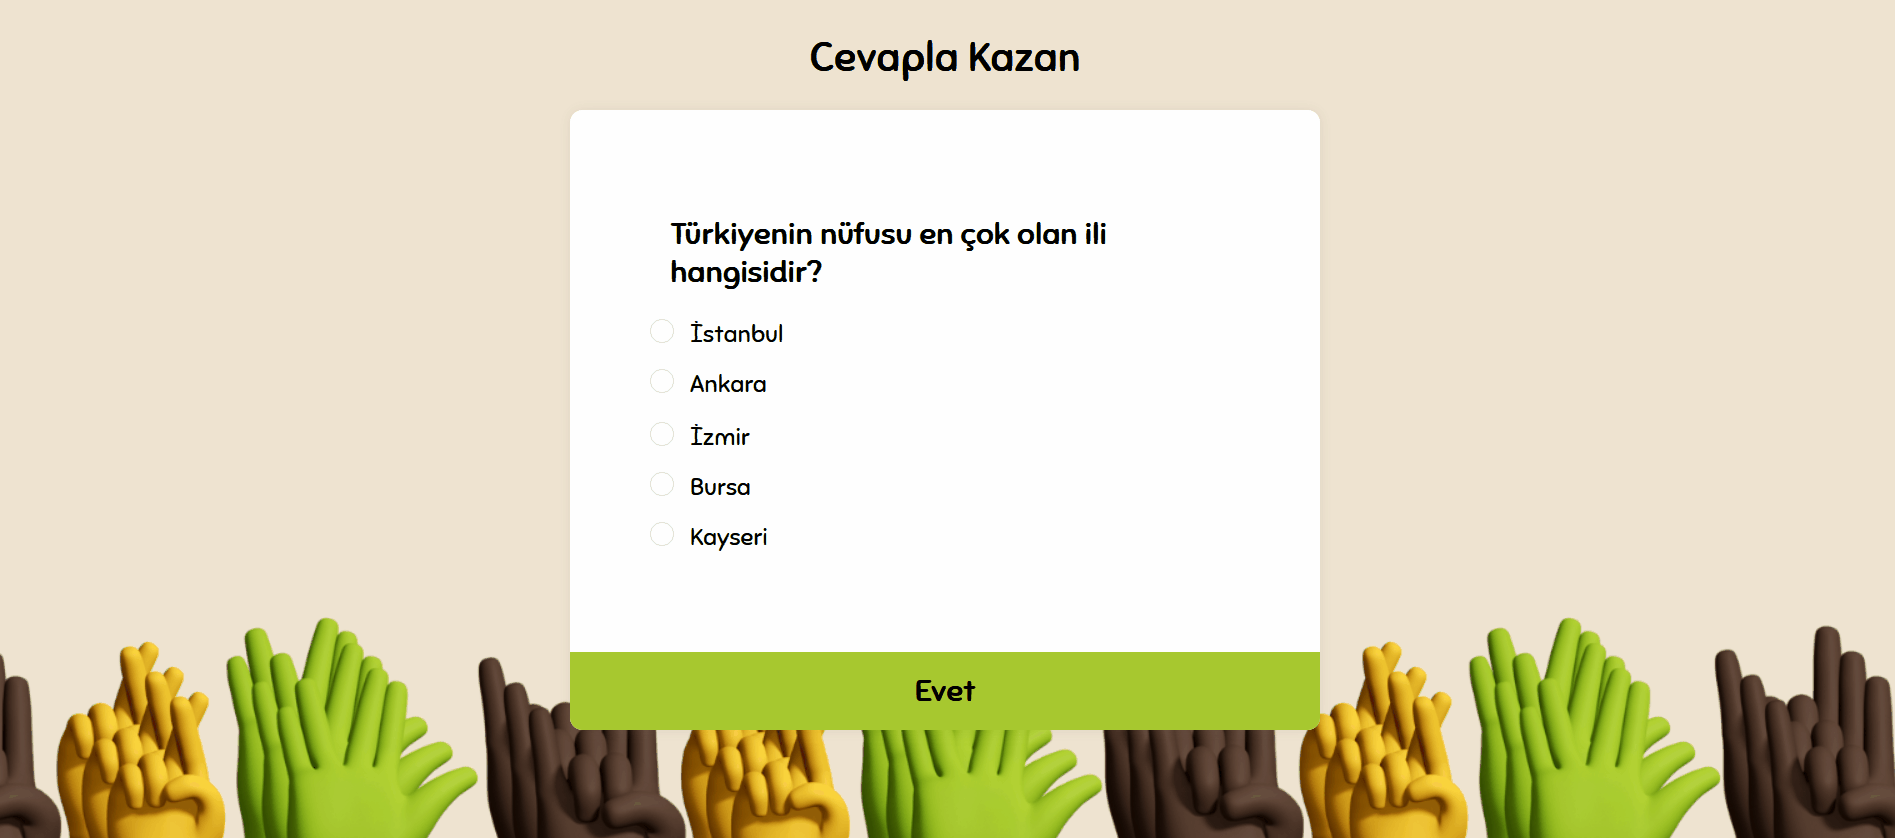 Cevapla Kazan
Türkiyenin nüfusu en çok olan ili
hangisidir?
İstanbul
Ankara
İzmir
Bursa
Kayseri
Evet